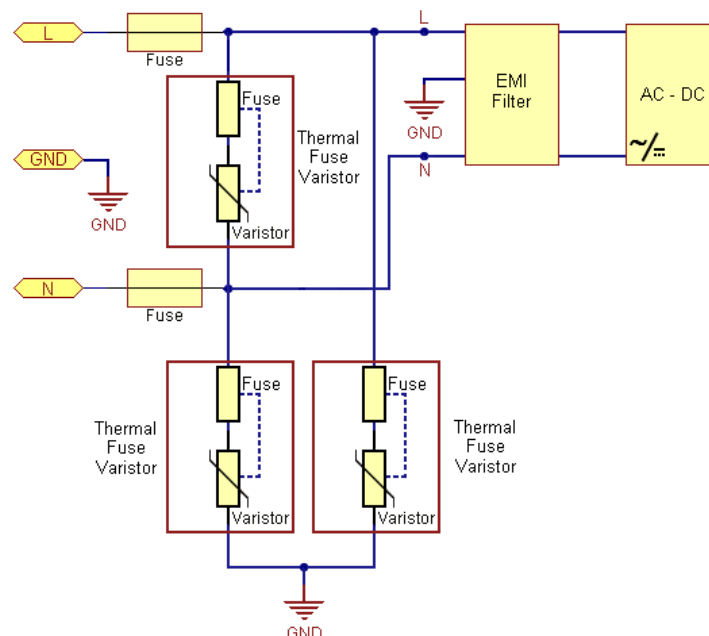 L
Fuse
L
EMI
Filter
AC - DC
~/=
GND
Fuse
Thermal
Fuse
Varistor
Varistor
GND
GND
N
N
Fuse
Fuse
Fuse
Thermal
Fuse
Varistor
Thermal
Fuse
Varistor
Varistor
Varistor
GND